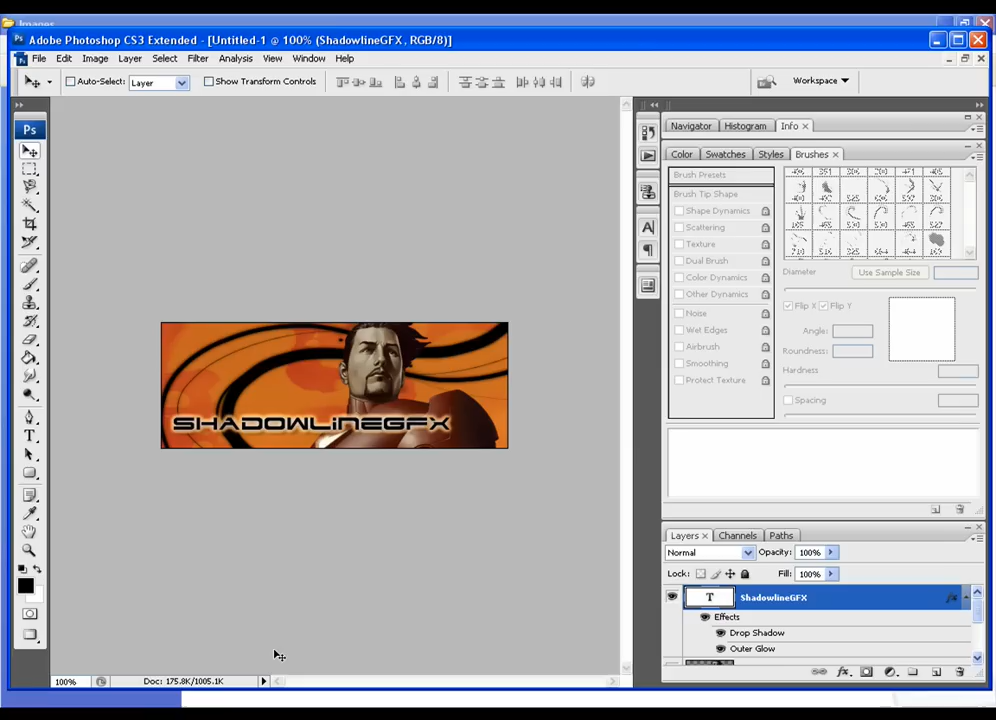 Images
Adobe Photoshop CS3 Extended - [Untitled-1 @ 100% (ShadowlineGFX, RGB/8)]
File Edit Image Layer Select Filter Analysis View Window Help
Auto-Select: Layer Show Transform Controls Workspace
Ps
Navigator Histogram Info
Color Swatches Styles Brushes
Brush Presets
Brush Tip Shape
Shape Dynamics
Scattering
Texture
Dual Brush
Color Dynamics
Other Dynamics
Noise
Wet Edges
Airbrush
Smoothing
Protect Texture
Diameter Use Sample Size
Flip X Flip Y
Angle:
Roundness:
Hardness
Spacing
SHADOWLINEGFX
Layers Channels Paths
Normal Opacity: 100%
Lock: Fill: 100%
T ShadowlineGFX fx
Effects
Drop Shadow
Outer Glow
100% Doc: 175.8K/1005.1K